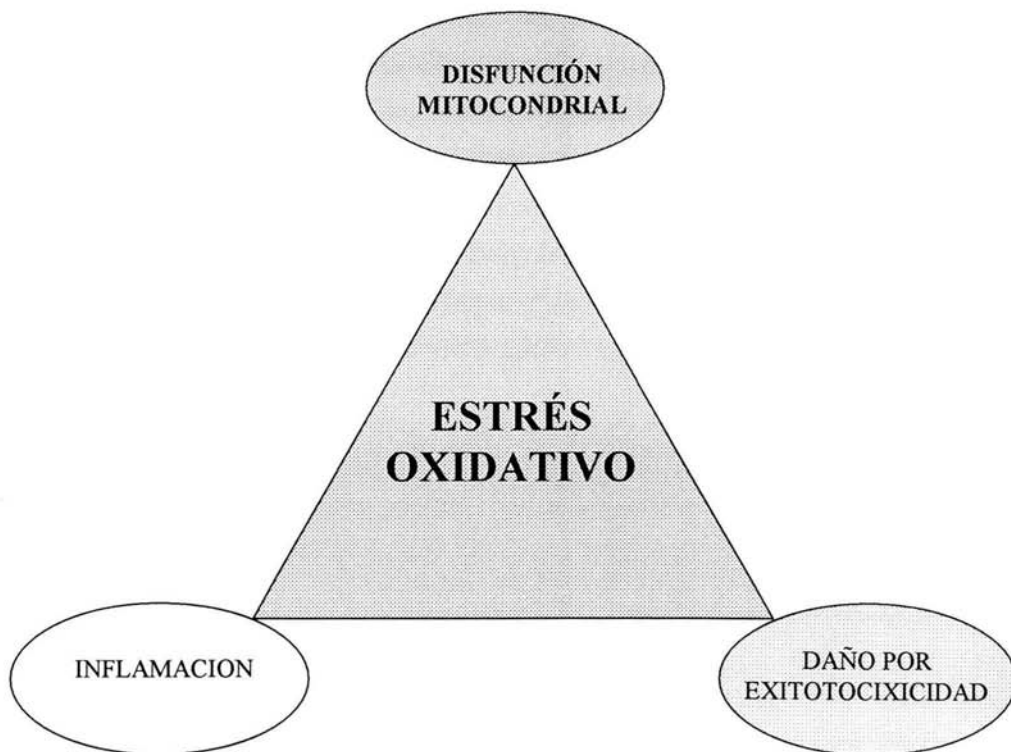 DISFUNCIÓN
MITOCONDRIAL
ESTRÉS
OXIDATIVO
INFLAMACION
DAÑO POR
EXITOTOCIXICIDAD